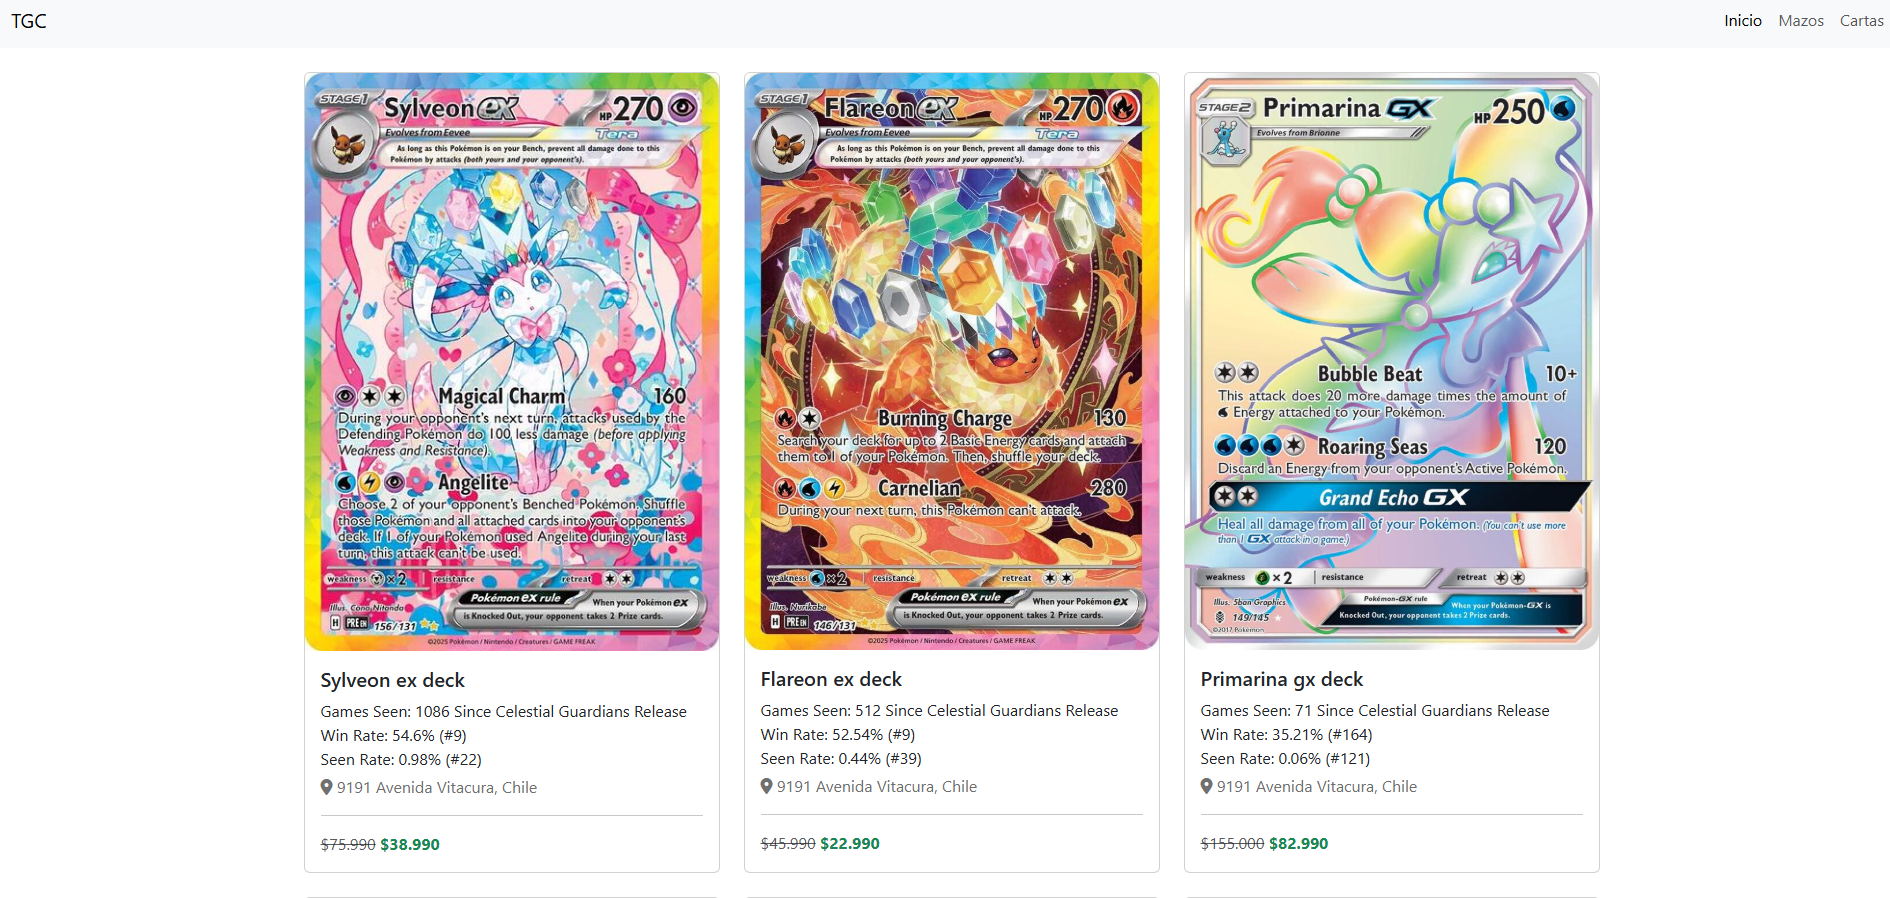 TGC
Inicio Mazos Cartas
STAGE1 Sylveon ex HP 270
Evolves from Eevee Tera
As long as this Pokémon is on your Bench, prevent all damage done to this
Pokémon by attacks (both yours and your opponent's).
Magical Charm 160
During your opponent's next turn, attacks used by the
Defending Pokémon do 100 less damage (before applying
Weakness and Resistance).
Angelite
Choose 2 of your opponent's Benched Pokémon. Shuffle
those Pokémon and all attached cards into your opponent's
deck. If 1 of your Pokémon used Angelite during your last
turn, this attack can't be used.
weakness ×2 resistance retreat
Illus. Cona Nitanda
Pokémon ex rule When your Pokémon ex
is Knocked Out, your opponent takes 2 Prize cards.
H PRE EN 156/131
©2025 Pokémon / Nintendo / Creatures / GAME FREAK
Sylveon ex deck
Games Seen: 1086 Since Celestial Guardians Release
Win Rate: 54.6% (#9)
Seen Rate: 0.98% (#22)
9191 Avenida Vitacura, Chile
$75.990 $38.990
STAGE1 Flareon ex HP 270
Evolves from Eevee Tera
As long as this Pokémon is on your Bench, prevent all damage done to this
Pokémon by attacks (both yours and your opponent's).
Burning Charge 130
Search your deck for up to 2 Basic Energy cards and attach
them to 1 of your Pokémon. Then, shuffle your deck.
Carnelian 280
During your next turn, this Pokémon can't attack.
weakness ×2 resistance retreat
Illus. Nurikabe
Pokémon ex rule When your Pokémon ex
is Knocked Out, your opponent takes 2 Prize cards.
H PRE EN 146/131
©2025 Pokémon / Nintendo / Creatures / GAME FREAK
Flareon ex deck
Games Seen: 512 Since Celestial Guardians Release
Win Rate: 52.54% (#9)
Seen Rate: 0.44% (#39)
9191 Avenida Vitacura, Chile
$45.990 $22.990
STAGE2 Primarina GX HP 250
Evolves from Brionne
Bubble Beat 10+
This attack does 20 more damage times the amount of
Energy attached to your Pokémon.
Roaring Seas 120
Discard an Energy from your opponent's Active Pokémon.
Grand Echo GX
Heal all damage from all of your Pokémon. (You can't use more
than 1 GX attack in a game.)
weakness ×2 resistance retreat
Illus. 5ban Graphics
Pokémon-GX rule When your Pokémon-GX is
Knocked Out, your opponent takes 2 Prize cards.
149/145
©2017 Pokémon
Primarina gx deck
Games Seen: 71 Since Celestial Guardians Release
Win Rate: 35.21% (#164)
Seen Rate: 0.06% (#121)
9191 Avenida Vitacura, Chile
$155.000 $82.990